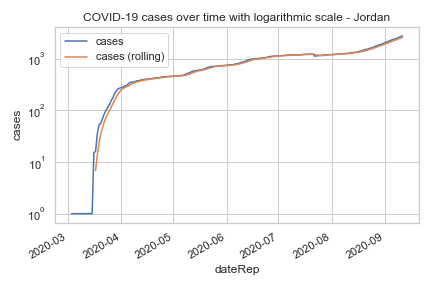 COVID-19 cases over time with logarithmic scale - Jordan
cases
cases (rolling)
10³
10²
10¹
10⁰
cases
2020-03
2020-04
2020-05
2020-06
2020-07
2020-08
2020-09
dateRep